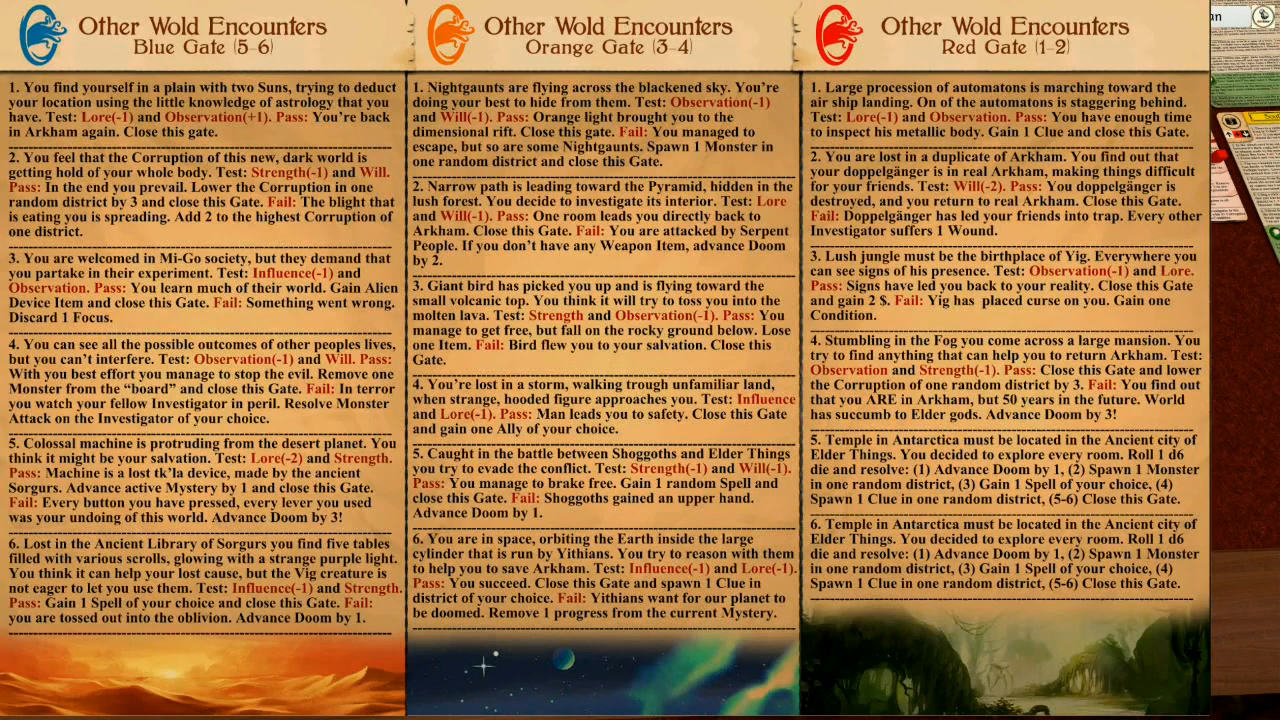 Other Wold Encounters
Blue Gate (5-6)
1. You find yourself in a plain with two Suns, trying to deduct
your location using the little knowledge of astrology that you
have. Test: Lore(-1) and Observation(+1). Pass: You're back
in Arkham again. Close this gate.
2. You feel that the Corruption of this new, dark world is
getting hold of your whole body. Test: Strength(-1) and Will.
Pass: In the end you prevail. Lower the Corruption in one
random district by 3 and close this Gate. Fail: The blight that
is eating you is spreading. Add 2 to the highest Corruption of
one district.
3. You are welcomed in Mi-Go society, but they demand that
you partake in their experiment. Test: Influence(-1) and
Observation. Pass: You learn much of their world. Gain Alien
Device Item and close this Gate. Fail: Something went wrong.
Discard 1 Focus.
4. You can see all the possible outcomes of other peoples lives,
but you can't interfere. Test: Observation(-1) and Will. Pass:
With you best effort you manage to stop the evil. Remove one
Monster from the “board” and close this Gate. Fail: In terror
you watch your fellow Investigator in peril. Resolve Monster
Attack on the Investigator of your choice.
5. Colossal machine is protruding from the desert planet. You
think it might be your salvation. Test: Lore(-2) and Strength.
Pass: Machine is a lost tk'la device, made by the ancient
Sorgurs. Advance active Mystery by 1 and close this Gate.
Fail: Every button you have pressed, every lever you used
was your undoing of this world. Advance Doom by 3!
6. Lost in the Ancient Library of Sorgurs you find five tables
filled with various scrolls, glowing with a strange purple light.
You think it can help your lost cause, but the Vig creature is
not eager to let you use them. Test: Influence(-1) and Strength.
Pass: Gain 1 Spell of your choice and close this Gate. Fail:
you are tossed out into the oblivion. Advance Doom by 1.
Other Wold Encounters
Orange Gate (3-4)
1. Nightgaunts are flying across the blackened sky. You're
doing your best to hide from them. Test: Observation(-1)
and Will(-1). Pass: Orange light brought you to the
dimensional rift. Close this gate. Fail: You managed to
escape, but so are some Nightgaunts. Spawn 1 Monster in
one random district and close this Gate.
2. Narrow path is leading toward the Pyramid, hidden in the
lush forest. You decide to investigate its interior. Test: Lore
and Will(-1). Pass: One room leads you directly back to
Arkham. Close this Gate. Fail: You are attacked by Serpent
People. If you don't have any Weapon Item, advance Doom
by 2.
3. Giant bird has picked you up and is flying toward the
small volcanic top. You think it will try to toss you into the
molten lava. Test: Strength and Observation(-1). Pass: You
manage to get free, but fall on the rocky ground below. Lose
one Item. Fail: Bird flew you to your salvation. Close this
Gate.
4. You're lost in a storm, walking trough unfamiliar land,
when strange, hooded figure approaches you. Test: Influence
and Lore(-1). Pass: Man leads you to safety. Close this Gate
and gain one Ally of your choice.
5. Caught in the battle between Shoggoths and Elder Things
you try to evade the conflict. Test: Strength(-1) and Will(-1).
Pass: You manage to brake free. Gain 1 random Spell and
close this Gate. Fail: Shoggoths gained an upper hand.
Advance Doom by 1.
6. You are in space, orbiting the Earth inside the large
cylinder that is run by Yithians. You try to reason with them
to help you to save Arkham. Test: Influence(-1) and Lore(-1).
Pass: You succeed. Close this Gate and spawn 1 Clue in
district of your choice. Fail: Yithians want for our planet to
be doomed. Remove 1 progress from the current Mystery.
Other Wold Encounters
Red Gate (1-2)
1. Large procession of automatons is marching toward the
air ship landing. On of the automatons is staggering behind.
Test: Lore(-1) and Observation. Pass: You have enough time
to inspect his metallic body. Gain 1 Clue and close this Gate.
2. You are lost in a duplicate of Arkham. You find out that
your doppelgänger is in real Arkham, making things difficult
for your friends. Test: Will(-2). Pass: You doppelgänger is
destroyed, and you return to real Arkham. Close this Gate.
Fail: Doppelgänger has led your friends into trap. Every other
Investigator suffers 1 Wound.
3. Lush jungle must be the birthplace of Yig. Everywhere you
can see signs of his presence. Test: Observation(-1) and Lore.
Pass: Signs have led you back to your reality. Close this Gate
and gain 2 $. Fail: Yig has placed curse on you. Gain one
Condition.
4. Stumbling in the Fog you come across a large mansion. You
try to find anything that can help you to return Arkham. Test:
Observation and Strength(-1). Pass: Close this Gate and lower
the Corruption of one random district by 3. Fail: You find out
that you ARE in Arkham, but 50 years in the future. World
has succumb to Elder gods. Advance Doom by 3!
5. Temple in Antarctica must be located in the Ancient city of
Elder Things. You decided to explore every room. Roll 1 d6
die and resolve: (1) Advance Doom by 1, (2) Spawn 1 Monster
in one random district, (3) Gain 1 Spell of your choice, (4)
Spawn 1 Clue in one random district, (5-6) Close this Gate.
6. Temple in Antarctica must be located in the Ancient city of
Elder Things. You decided to explore every room. Roll 1 d6
die and resolve: (1) Advance Doom by 1, (2) Spawn 1 Monster
in one random district, (3) Gain 1 Spell of your choice, (4)
Spawn 1 Clue in one random district, (5-6) Close this Gate.